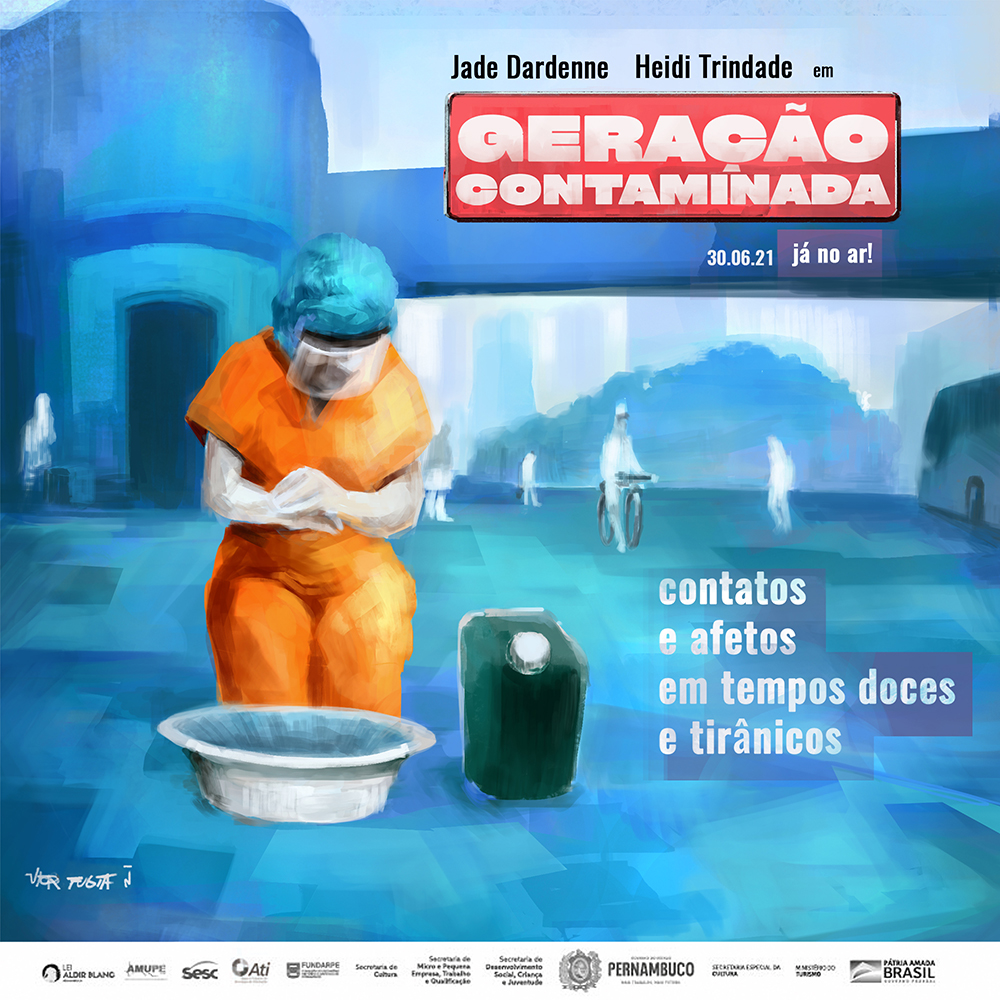 Jade Dardenne Heidi Trindade em
GERAÇÃO
CONTAMINADA
30.06.21 já no ar!
contatos
e afetos
em tempos doces
e tirânicos
LEI
ALDIR BLANC
AMUPE
Sesc
Ati
FUNDARPE
Secretaria de
Cultura
Secretaria de
Micro e Pequena
Empresa, Trabalho
e Qualificação
Secretaria de
Desenvolvimento
Social, Criança
e Juventude
PERNAMBUCO
SECRETARIA ESPECIAL DA
CULTURA
MINISTÉRIO DO
TURISMO
PÁTRIA AMADA
BRASIL
GOVERNO FEDERAL